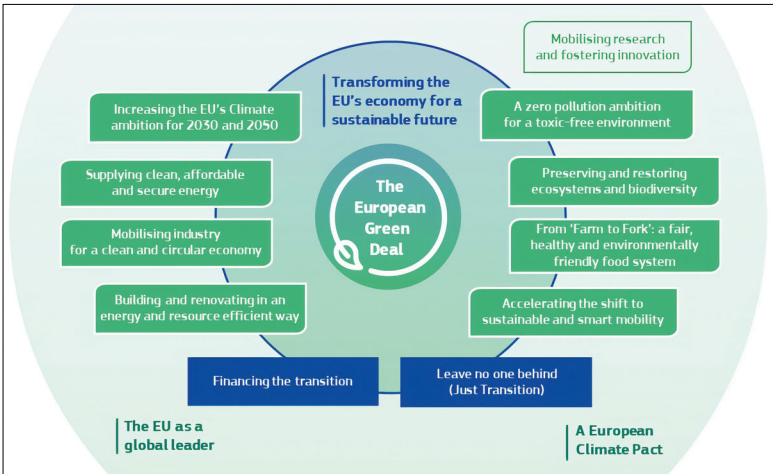 Mobilising research
and fostering innovation
Transforming the
EU's economy for a
sustainable future
Increasing the EU's Climate
ambition for 2030 and 2050
A zero pollution ambition
for a toxic-free environment
Supplying clean, affordable
and secure energy
Preserving and restoring
ecosystems and biodiversity
The
European
Green
Deal
Mobilising industry
for a clean and circular economy
From 'Farm to Fork': a fair,
healthy and environmentally
friendly food system
Building and renovating in an
energy and resource efficient way
Accelerating the shift to
sustainable and smart mobility
Financing the transition
Leave no one behind
(Just Transition)
The EU as a
global leader
A European
Climate Pact